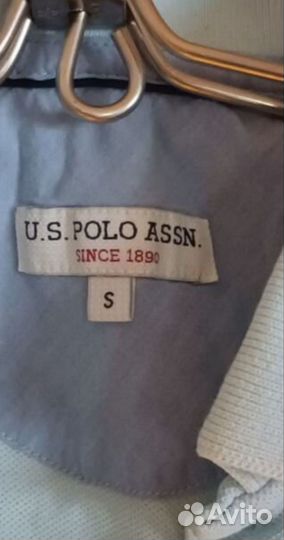 U.S. POLO ASSN.
SINCE 1890
S
Avito